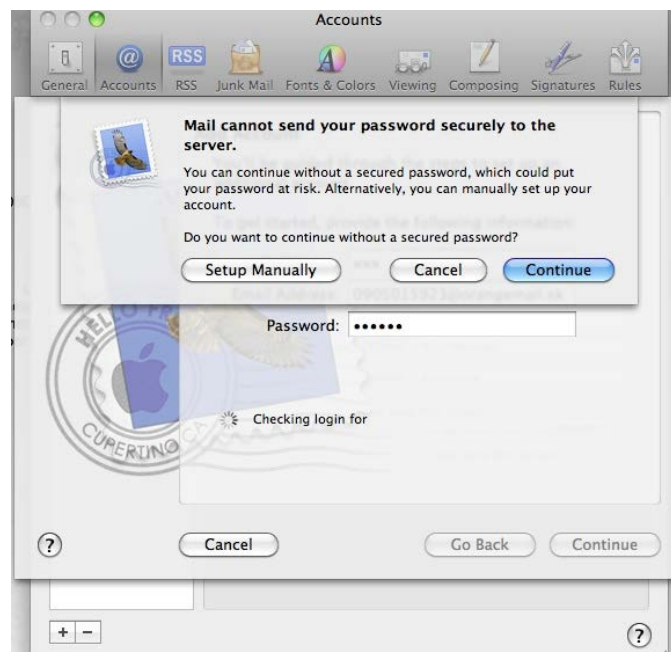 Accounts
General Accounts RSS Junk Mail Fonts & Colors Viewing Composing Signatures Rules
Mail cannot send your password securely to the
server.
You can continue without a secured password, which could put
your password at risk. Alternatively, you can manually set up your
account.
Do you want to continue without a secured password?
Setup Manually Cancel Continue
Password: ••••••
HELLO FR
CUPERTINO CA
Checking login for
? Cancel Go Back Continue
+ − ?